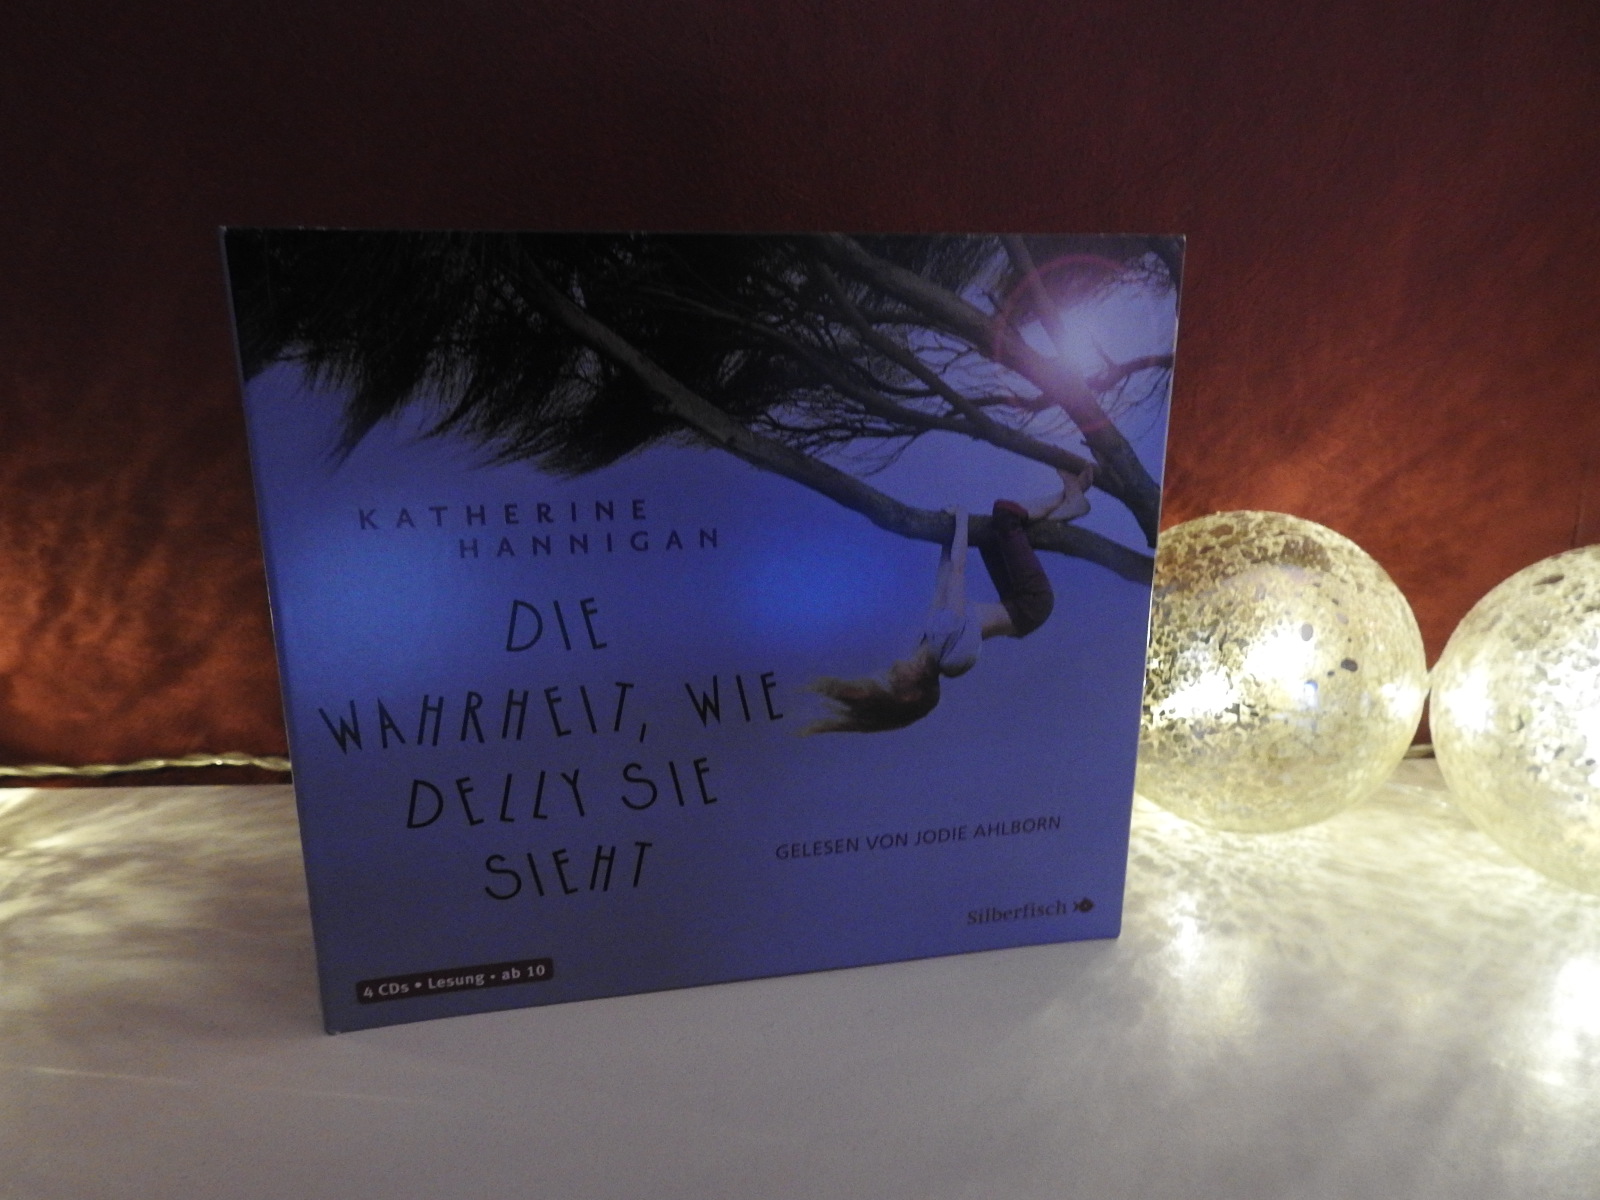 KATHERINE
HANNIGAN
DIE
WAHRHEIT, WIE
DELLY SIE
SIEHT
GELESEN VON JODIE AHLBORN
Silberfisch
4 CDs • Lesung • ab 10